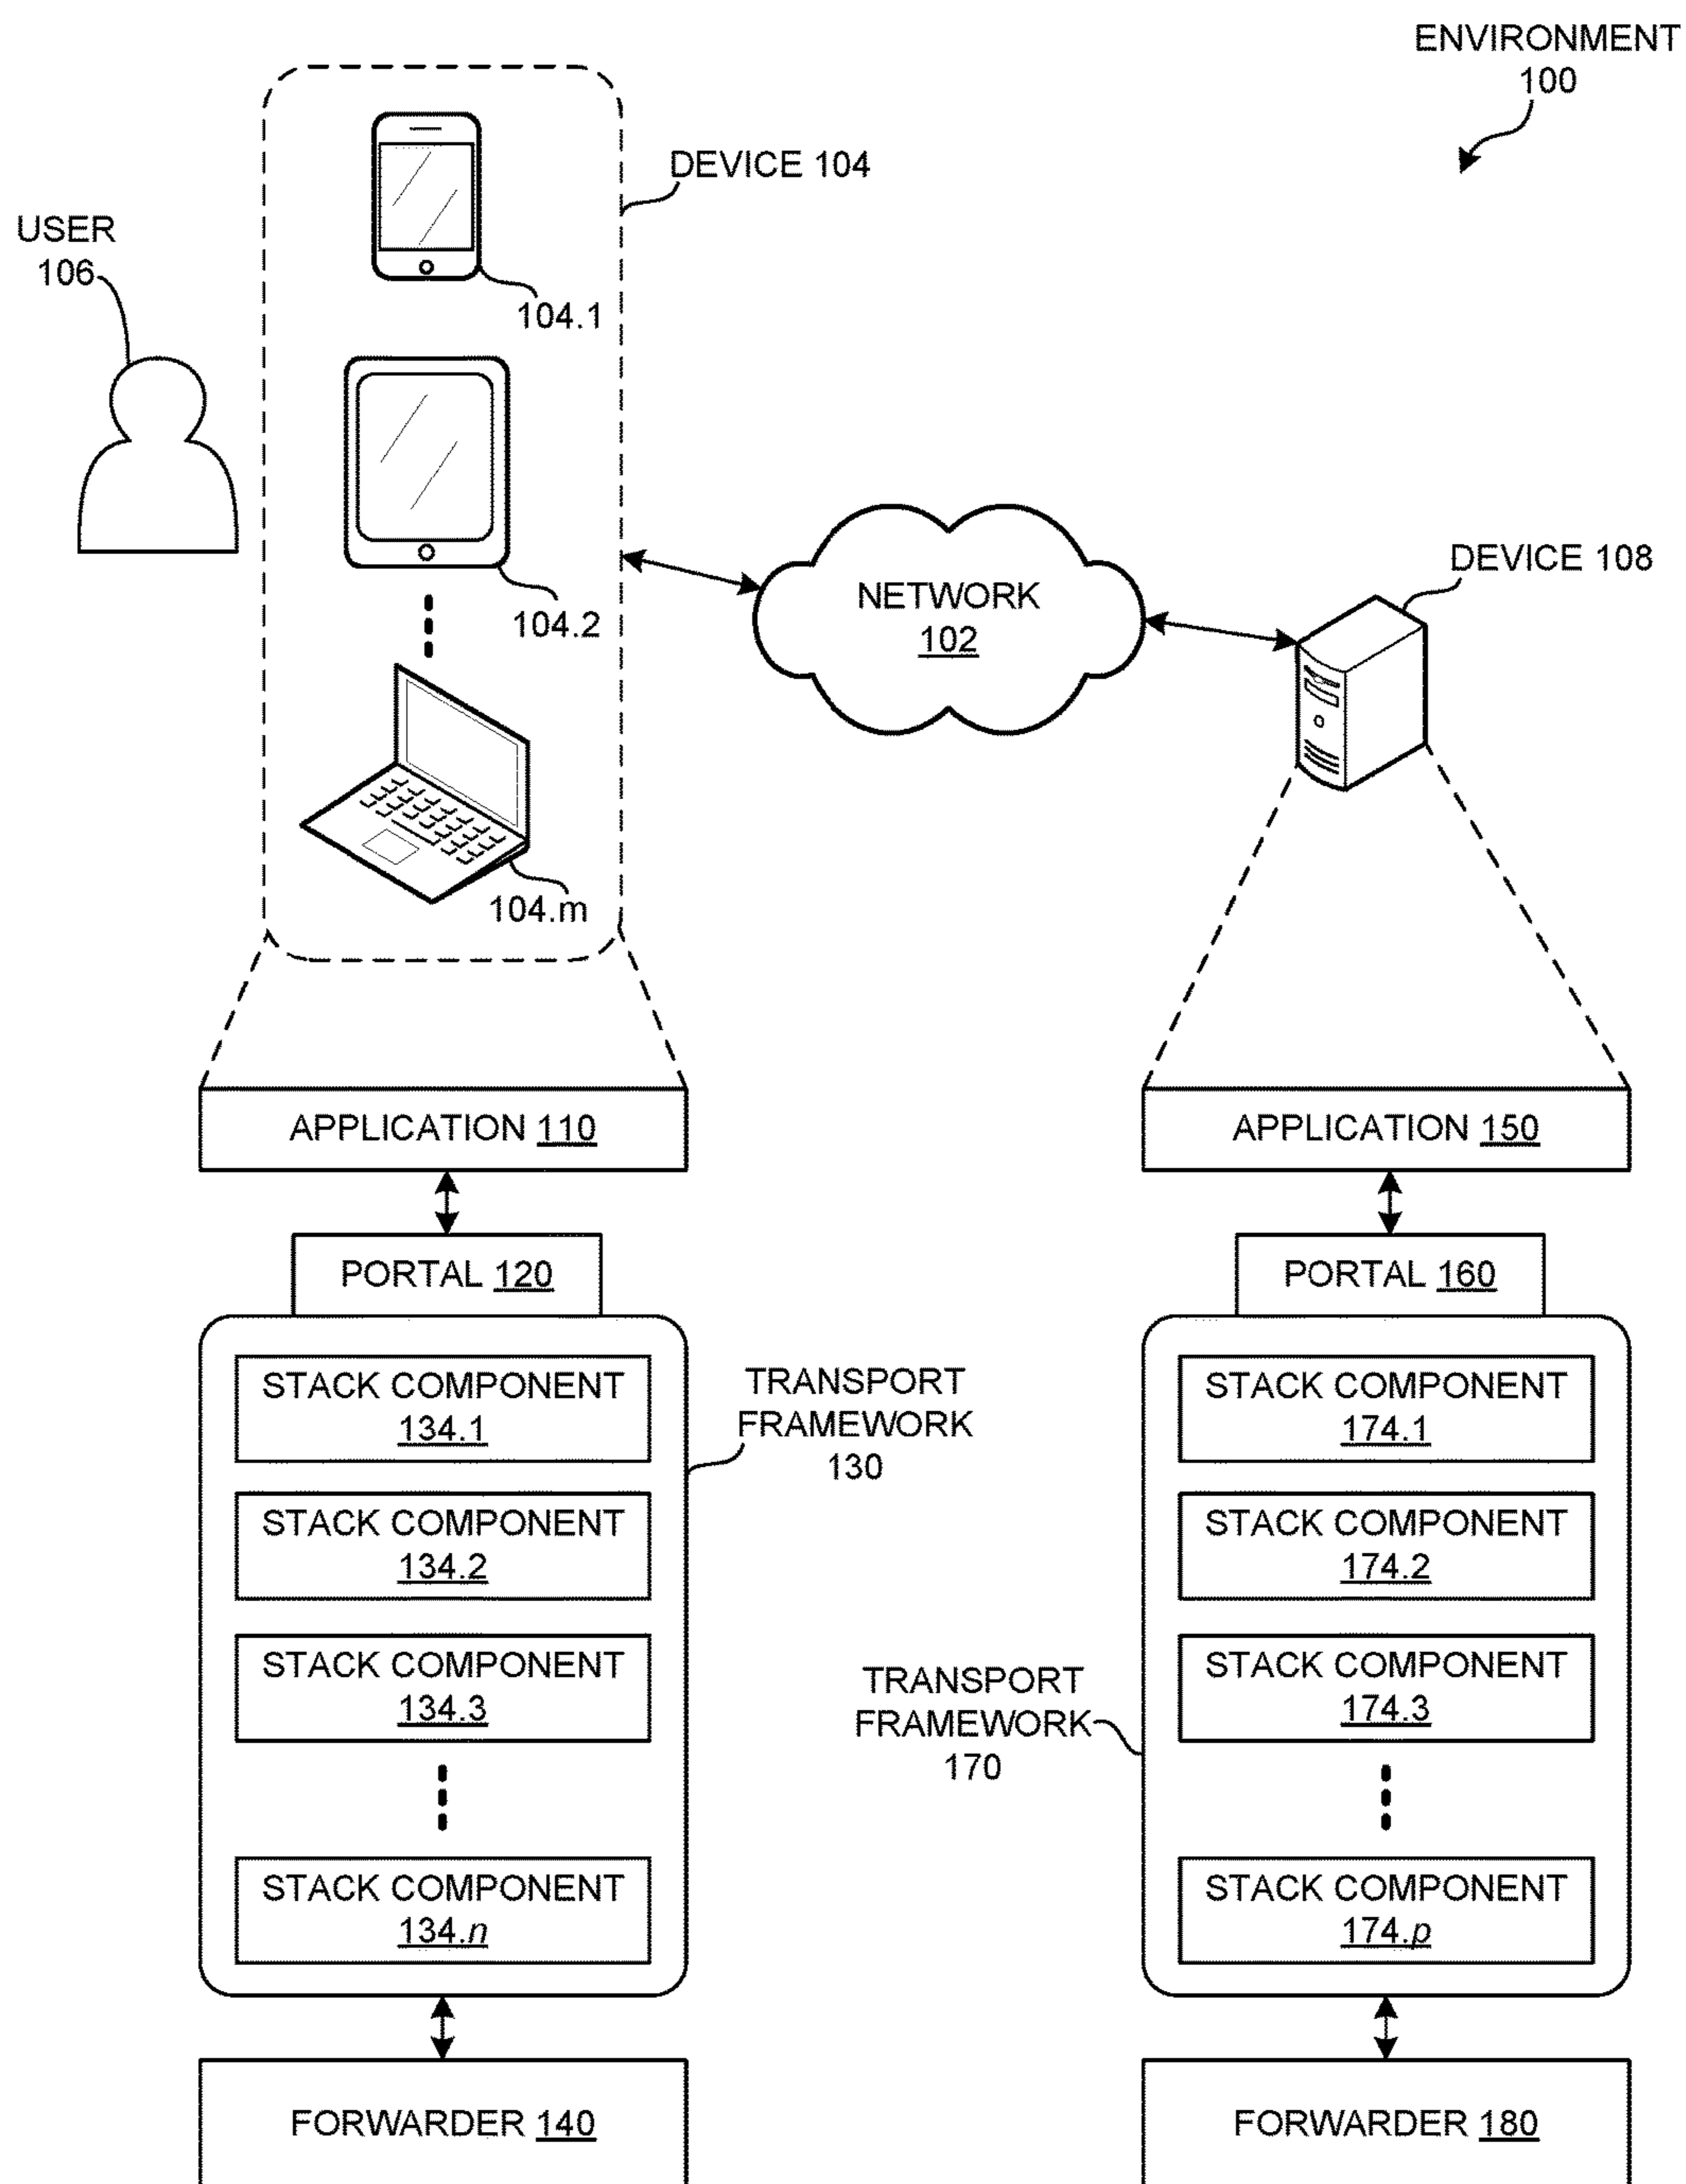 ENVIRONMENT
100
DEVICE 104
USER
106
104.1
104.2
104.m
NETWORK
102
DEVICE 108
APPLICATION 110
PORTAL 120
STACK COMPONENT
134.1
STACK COMPONENT
134.2
STACK COMPONENT
134.3
STACK COMPONENT
134.n
TRANSPORT
FRAMEWORK
130
FORWARDER 140
APPLICATION 150
PORTAL 160
STACK COMPONENT
174.1
STACK COMPONENT
174.2
STACK COMPONENT
174.3
STACK COMPONENT
174.p
TRANSPORT
FRAMEWORK
170
FORWARDER 180